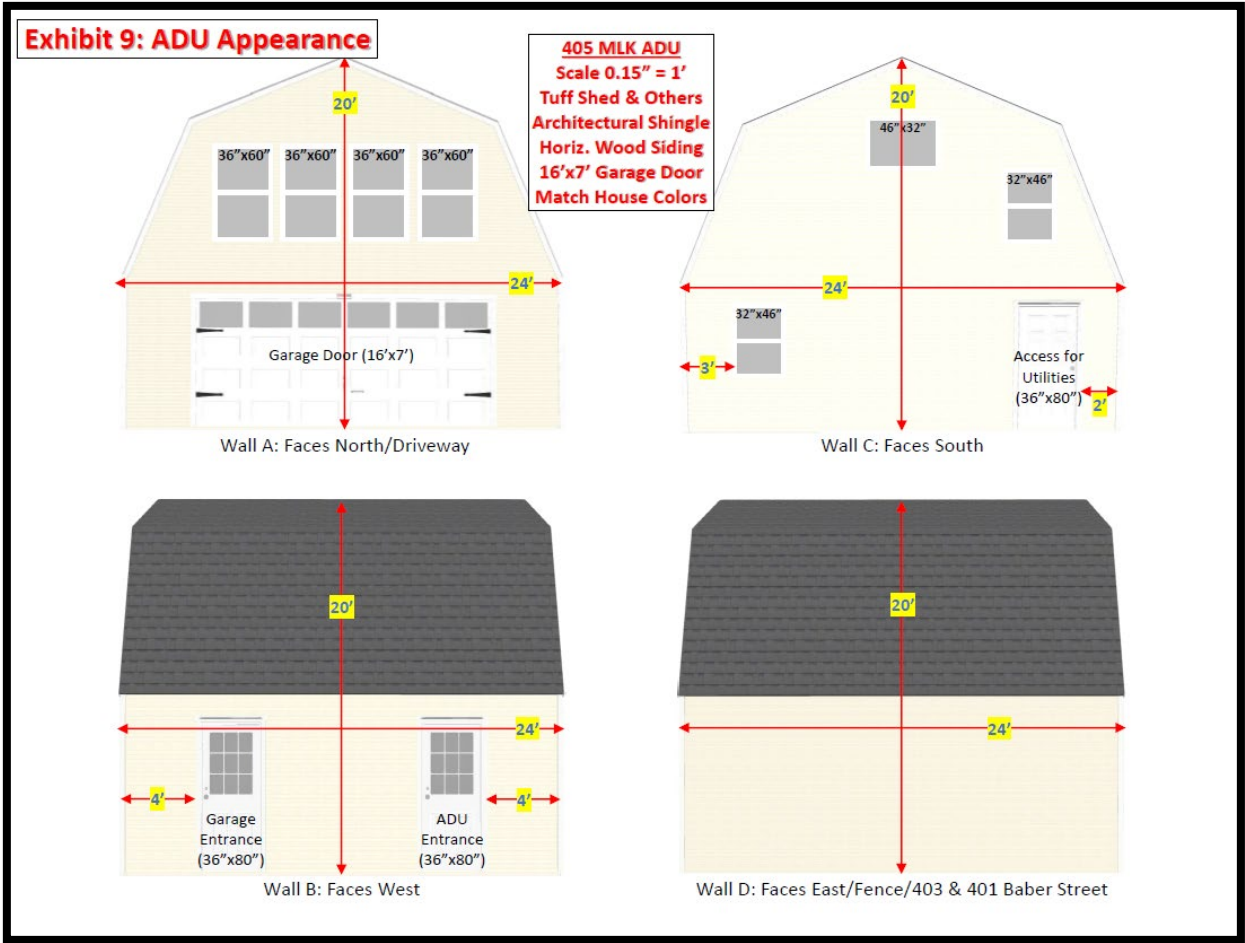 Exhibit 9: ADU Appearance
405 MLK ADU
Scale 0.15” = 1’
Tuff Shed & Others
Architectural Shingle
Horiz. Wood Siding
16’x7’ Garage Door
Match House Colors
20’
36”x60” 36”x60” 36”x60” 36”x60”
24’
Garage Door (16’x7’)
Wall A: Faces North/Driveway
20’
46”x32”
32”x46”
24’
32”x46”
3’
Access for
Utilities
(36”x80”)
2’
Wall C: Faces South
20’
24’
4’
4’
Garage
Entrance
(36”x80”)
ADU
Entrance
(36”x80”)
Wall B: Faces West
20’
24’
Wall D: Faces East/Fence/403 & 401 Baber Street